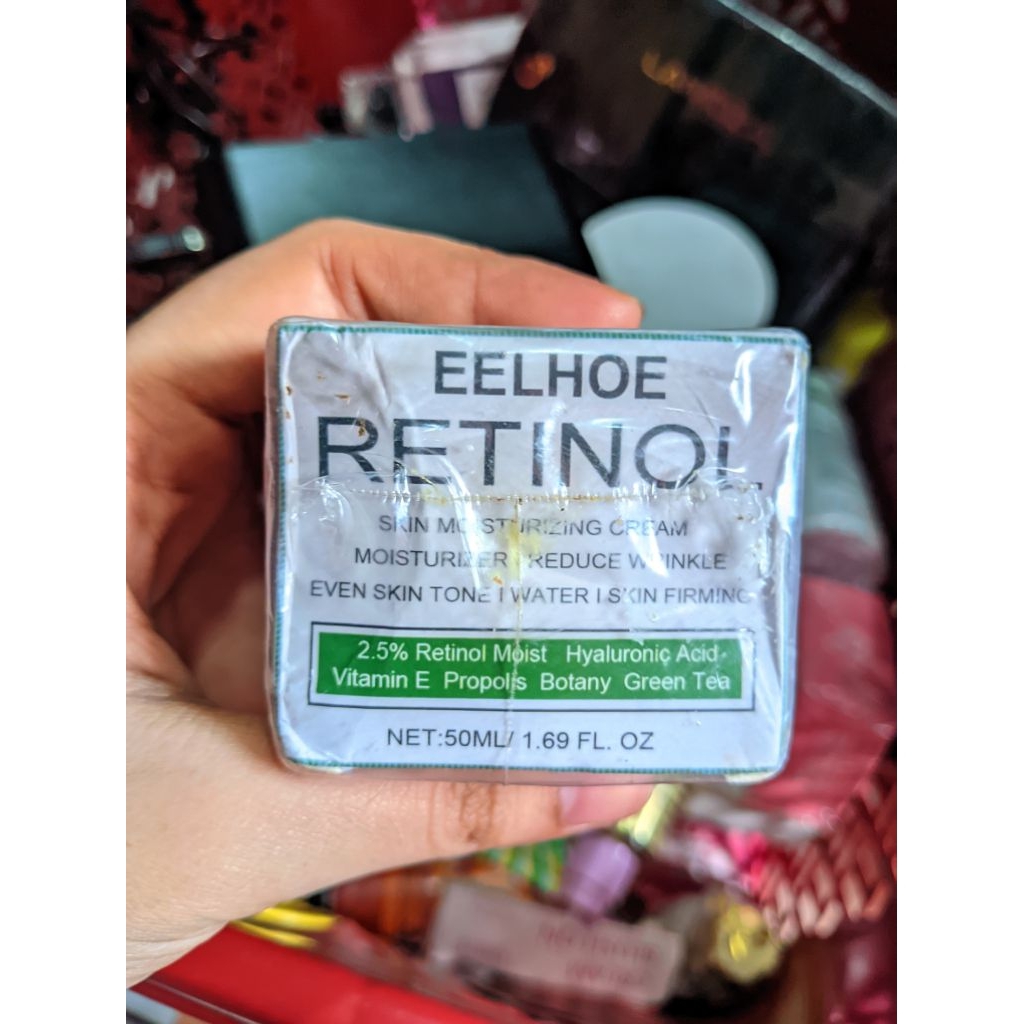 EELHOE
RETINOL
SKIN MOISTURIZING CREAM
MOISTURIZER I REDUCE WRINKLE
EVEN SKIN TONE I WATER I SKIN FIRMING
2.5% Retinol Moist Hyaluronic Acid
Vitamin E Propolis Botany Green Tea
NET:50ML/ 1.69 FL. OZ